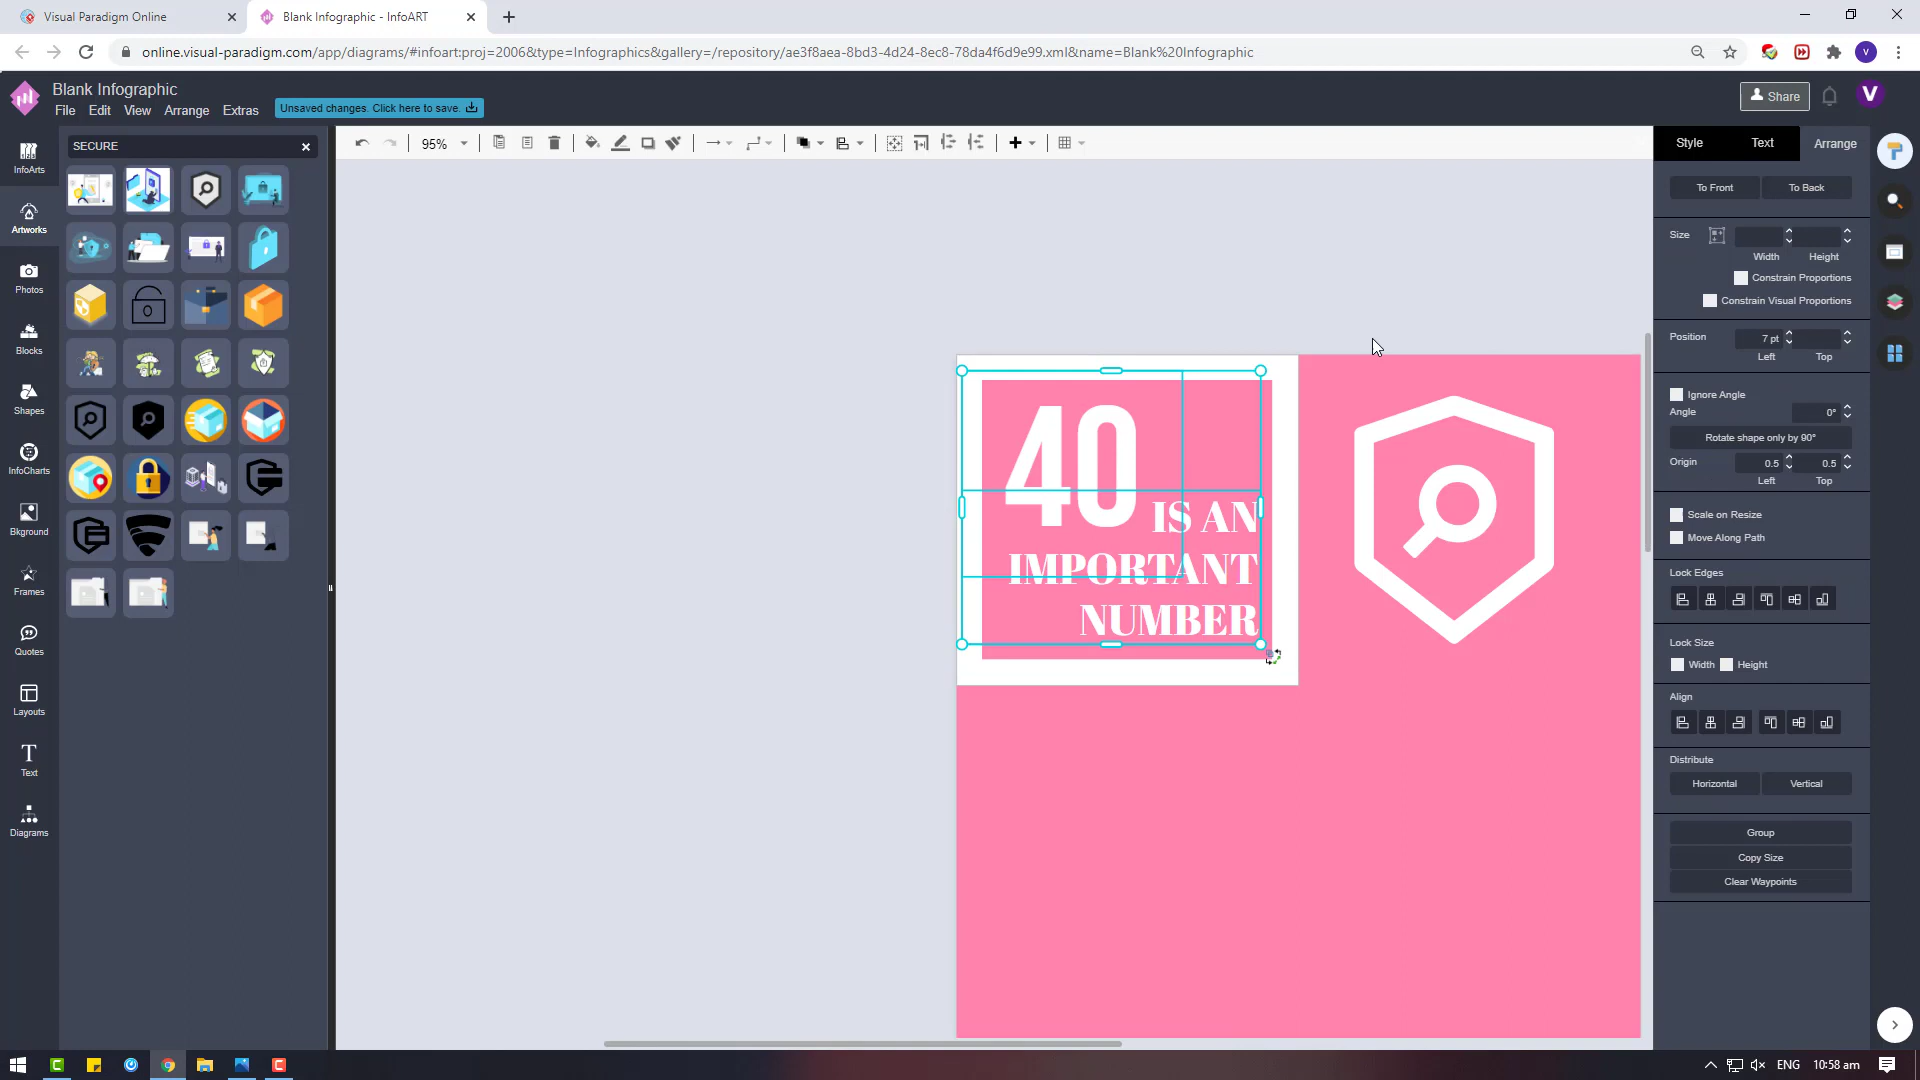 Visual Paradigm Online
Blank Infographic - InfoART
online.visual-paradigm.com/app/diagrams/#infoart:proj=2006&type=Infographics&gallery=/repository/ae3f8aea-8bd3-4d24-8ec8-78da4f6d9e99.xml&name=Blank%20Infographic
V
Blank Infographic
File Edit View Arrange Extras
Unsaved changes. Click here to save.
Share
V
SECURE
95%
Style Text Arrange
InfoArts
Artworks
Photos
Blocks
Shapes
InfoCharts
Bkground
Frames
Quotes
Layouts
Text
Diagrams
40
IS AN
IMPORTANT
NUMBER
To Front To Back
Size
Width Height
Constrain Proportions
Constrain Visual Proportions
Position 7 pt
Left Top
Ignore Angle
Angle 0°
Rotate shape only by 90°
Origin 0.5 0.5
Left Top
Scale on Resize
Move Along Path
Lock Edges
Lock Size
Width Height
Align
Distribute
Horizontal Vertical
Group
Copy Size
Clear Waypoints
ENG 10:58 am